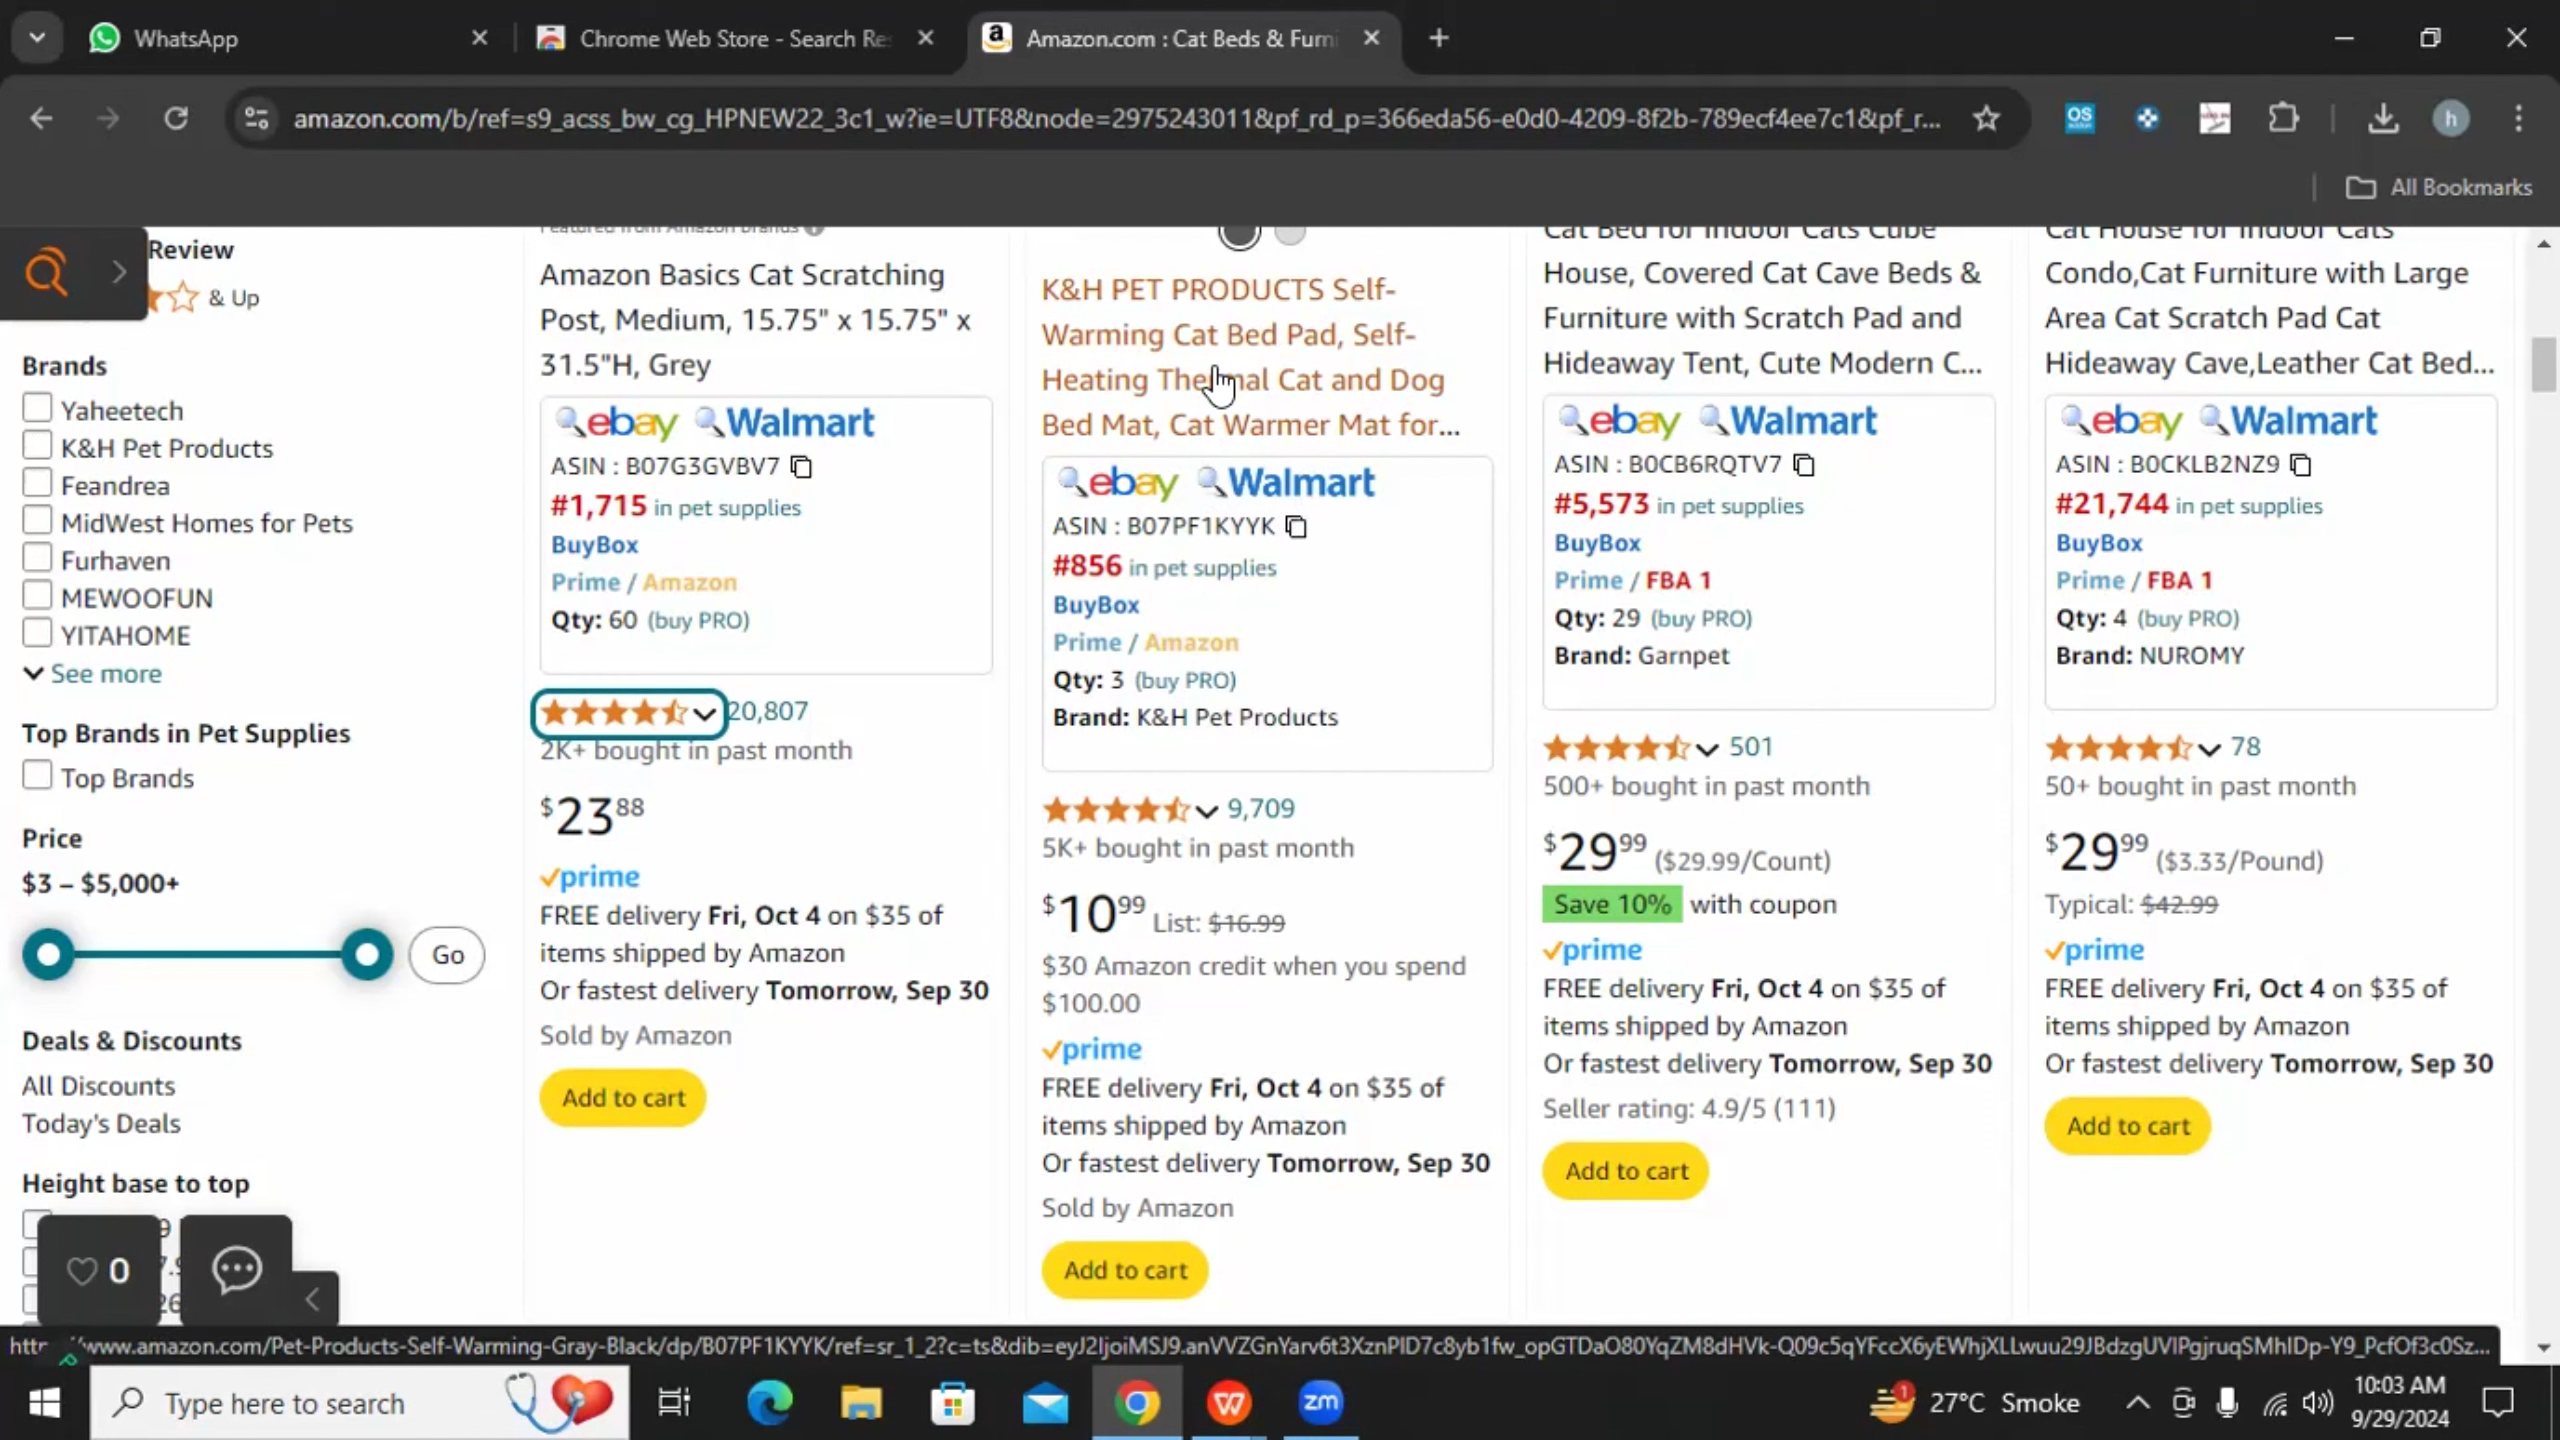 WhatsApp
Chrome Web Store - Search Re
Amazon.com : Cat Beds & Furni
amazon.com/b/ref=s9_acss_bw_cg_HPNEW22_3c1_w?ie=UTF8&node=2975243011&pf_rd_p=366eda56-e0d0-4209-8f2b-789ecf4ee7c1&pf_r...
OS
h
All Bookmarks
Review
& Up
Brands
Yaheetech
K&H Pet Products
Feandrea
MidWest Homes for Pets
Furhaven
MEWOOFUN
YITAHOME
See more
Top Brands in Pet Supplies
Top Brands
Price
$3 – $5,000+
Go
Deals & Discounts
All Discounts
Today's Deals
Height base to top
0
Featured from Amazon Brands
Amazon Basics Cat Scratching
Post, Medium, 15.75" x 15.75" x
31.5"H, Grey
ebay Walmart
ASIN : B07G3GVBV7
#1,715 in pet supplies
BuyBox
Prime / Amazon
Qty: 60 (buy PRO)
20,807
2K+ bought in past month
$23 88
prime
FREE delivery Fri, Oct 4 on $35 of
items shipped by Amazon
Or fastest delivery Tomorrow, Sep 30
Sold by Amazon
Add to cart
K&H PET PRODUCTS Self-
Warming Cat Bed Pad, Self-
Heating Thermal Cat and Dog
Bed Mat, Cat Warmer Mat for...
ebay Walmart
ASIN : B07PF1KYYK
#856 in pet supplies
BuyBox
Prime / Amazon
Qty: 3 (buy PRO)
Brand: K&H Pet Products
9,709
5K+ bought in past month
$10 99 List: $16.99
$30 Amazon credit when you spend
$100.00
prime
FREE delivery Fri, Oct 4 on $35 of
items shipped by Amazon
Or fastest delivery Tomorrow, Sep 30
Sold by Amazon
Add to cart
Cat Bed for Indoor Cats Cube
House, Covered Cat Cave Beds &
Furniture with Scratch Pad and
Hideaway Tent, Cute Modern C...
ebay Walmart
ASIN : B0CB6RQTV7
#5,573 in pet supplies
BuyBox
Prime / FBA 1
Qty: 29 (buy PRO)
Brand: Garnpet
501
500+ bought in past month
$29 99 ($29.99/Count)
Save 10% with coupon
prime
FREE delivery Fri, Oct 4 on $35 of
items shipped by Amazon
Or fastest delivery Tomorrow, Sep 30
Seller rating: 4.9/5 (111)
Add to cart
Cat House for Indoor Cats
Condo,Cat Furniture with Large
Area Cat Scratch Pad Cat
Hideaway Cave,Leather Cat Bed...
ebay Walmart
ASIN : B0CKLB2NZ9
#21,744 in pet supplies
BuyBox
Prime / FBA 1
Qty: 4 (buy PRO)
Brand: NUROMY
78
50+ bought in past month
$29 99 ($3.33/Pound)
Typical: $42.99
prime
FREE delivery Fri, Oct 4 on $35 of
items shipped by Amazon
Or fastest delivery Tomorrow, Sep 30
Add to cart
Type here to search
zm
1
27°C Smoke
10:03 AM
9/29/2024